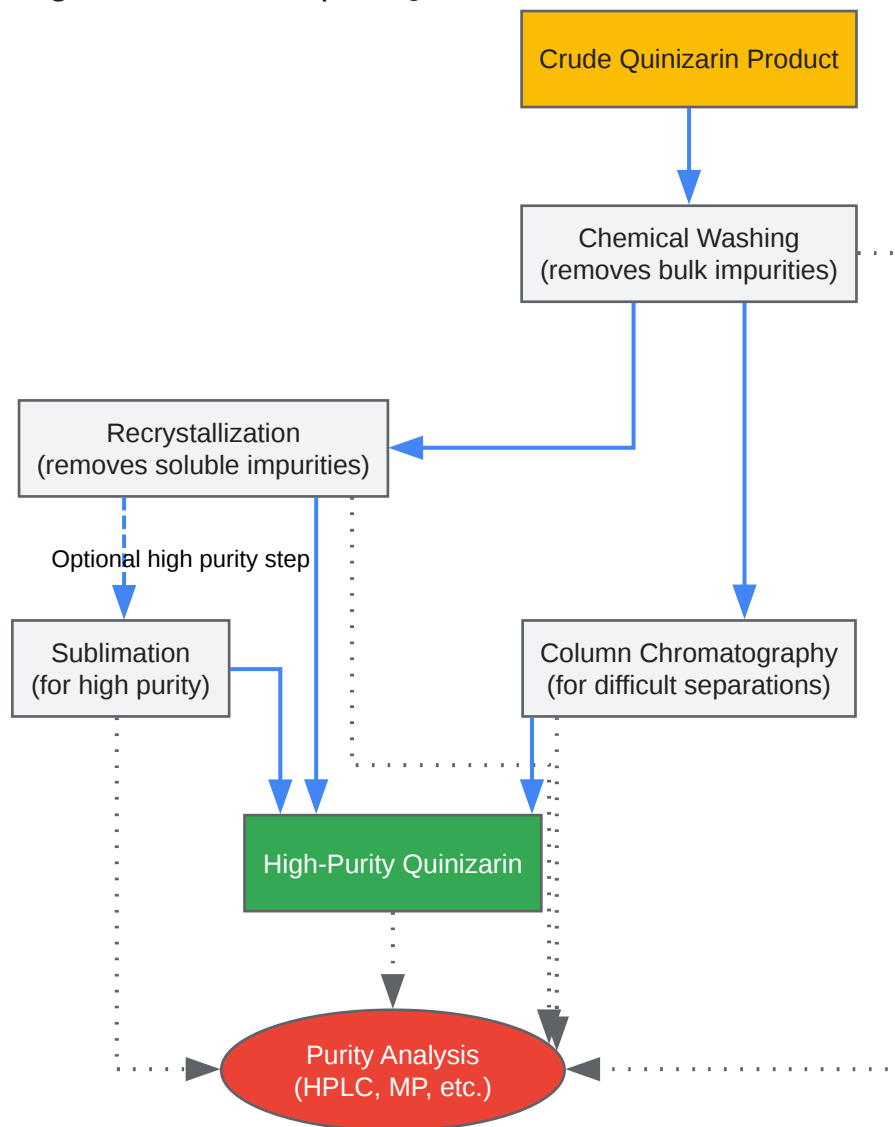 Crude Quinizarin Product
Chemical Washing
(removes bulk impurities)
Recrystallization
(removes soluble impurities)
Optional high purity step
Sublimation
(for high purity)
Column Chromatography
(for difficult separations)
High-Purity Quinizarin
Purity Analysis
(HPLC, MP, etc.)